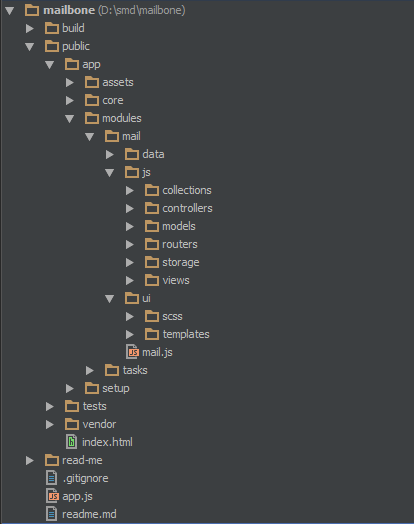 mailbone (D:\smd\mailbone)
build
public
app
assets
core
modules
mail
data
js
collections
controllers
models
routers
storage
views
ui
scss
templates
mail.js
tasks
setup
tests
vendor
index.html
read-me
.gitignore
app.js
readme.md